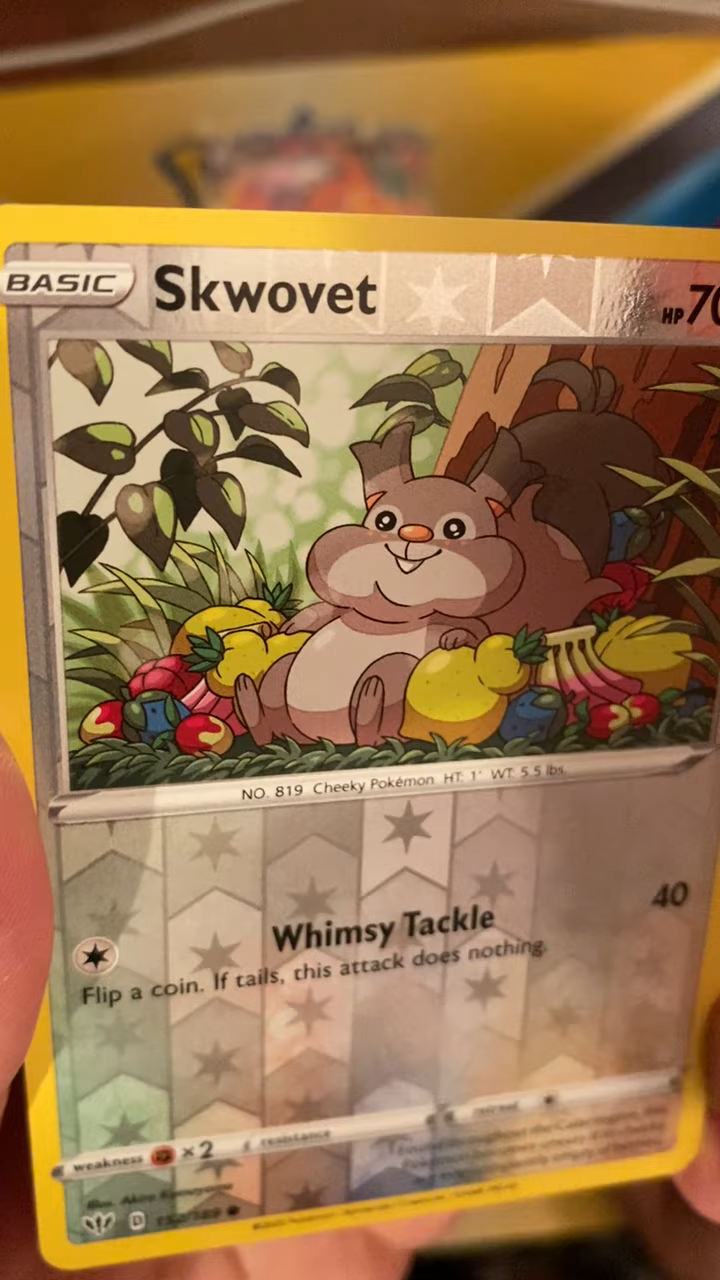 BASIC Skwovet HP 70
NO. 819 Cheeky Pokémon HT: 1' WT: 5.5 lbs.
Whimsy Tackle 40
Flip a coin. If tails, this attack does nothing.
weakness ×2 resistance retreat
Illus. Akira Komayama
D